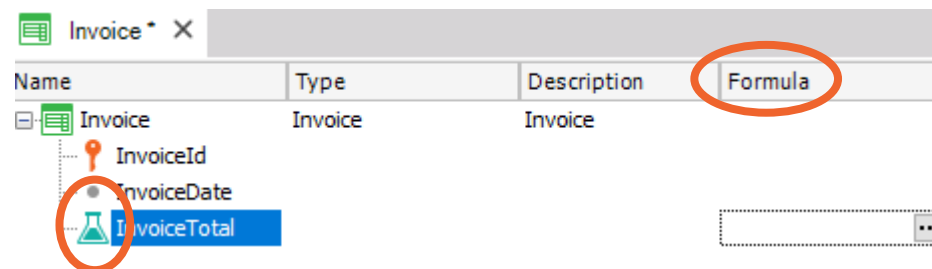 Invoice *
Name Type Description Formula
Invoice Invoice Invoice
InvoiceId
InvoiceDate
InvoiceTotal